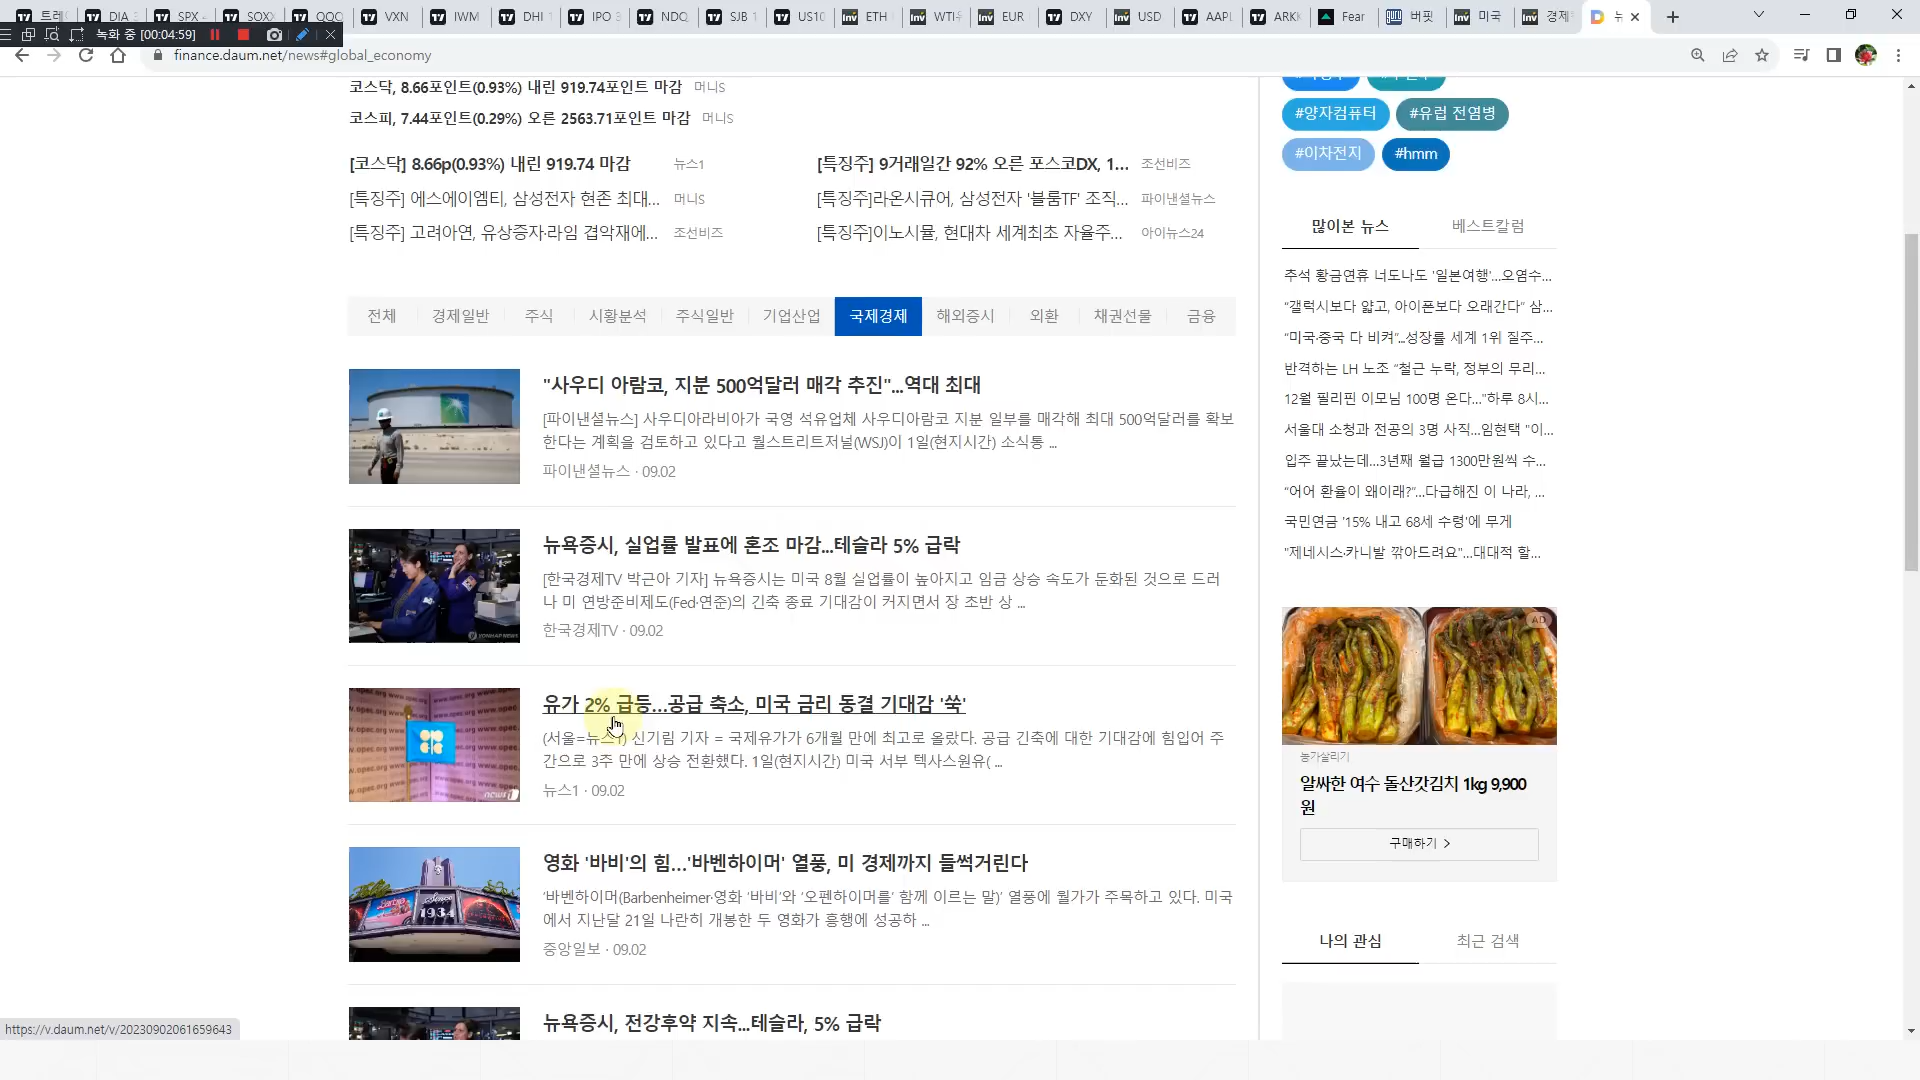 트레
DIA
SPX
SOXX
QQQ
VXN
IWM
DHI
IPO
NDQ
SJB
US10
ETH
WTI
EUR
DXY
USD
AAPL
ARKK
Fear
버핏
미국
경제
녹화 중 [00:04:59]
finance.daum.net/news#global_economy
코스닥, 8.66포인트(0.93%) 내린 919.74포인트 마감 머니S
코스피, 7.44포인트(0.29%) 오른 2563.71포인트 마감 머니S
[코스닥] 8.66p(0.93%) 내린 919.74 마감 뉴스1
[특징주] 9거래일간 92% 오른 포스코DX, 1... 조선비즈
[특징주] 에스에이엠티, 삼성전자 현존 최대... 머니S
[특징주]라온시큐어, 삼성전자 '블룸TF' 조직... 파이낸셜뉴스
[특징주] 고려아연, 유상증자·라임 겹악재에... 조선비즈
[특징주]이노시뮬, 현대차 세계최초 자율주... 아이뉴스24
전체 경제일반 주식 시황분석 주식일반 기업산업 국제경제 해외증시 외환 채권선물 금융
"사우디 아람코, 지분 500억달러 매각 추진"...역대 최대
[파이낸셜뉴스] 사우디아라비아가 국영 석유업체 사우디아람코 지분 일부를 매각해 최대 500억달러를 확보
한다는 계획을 검토하고 있다고 월스트리트저널(WSJ)이 1일(현지시간) 소식통 ...
파이낸셜뉴스 · 09.02
뉴욕증시, 실업률 발표에 혼조 마감...테슬라 5% 급락
[한국경제TV 박근아 기자] 뉴욕증시는 미국 8월 실업률이 높아지고 임금 상승 속도가 둔화된 것으로 드러
나 미 연방준비제도(Fed·연준)의 긴축 종료 기대감이 커지면서 장 초반 상 ...
한국경제TV · 09.02
YONHAP NEWS
유가 2% 급등...공급 축소, 미국 금리 동결 기대감 '쑥'
(서울=뉴스1) 신기림 기자 = 국제유가가 6개월 만에 최고로 올랐다. 공급 긴축에 대한 기대감에 힘입어 주
간으로 3주 만에 상승 전환했다. 1일(현지시간) 미국 서부 텍사스원유( ...
뉴스1 · 09.02
www.opec.org
news1
영화 '바비'의 힘...'바벤하이머' 열풍, 미 경제까지 들썩거린다
'바벤하이머(Barbenheimer·영화 '바비'와 '오펜하이머'를' 함께 이르는 말)' 열풍에 월가가 주목하고 있다. 미국
에서 지난달 21일 나란히 개봉한 두 영화가 흥행에 성공하 ...
중앙일보 · 09.02
Barbie
1934
뉴욕증시, 전강후약 지속...테슬라, 5% 급락
#양자컴퓨터 #유럽 전염병
#이차전지 #hmm
많이본 뉴스 베스트칼럼
추석 황금연휴 너도나도 '일본여행'...오염수...
"갤럭시보다 얇고, 아이폰보다 오래간다" 삼...
"미국·중국 다 비켜"...성장률 세계 1위 질주...
반격하는 LH 노조 "철근 누락, 정부의 무리...
12월 필리핀 이모님 100명 온다..."하루 8시...
서울대 소청과 전공의 3명 사직...임현택 "이...
입주 끝났는데...3년째 월급 1300만원씩 수...
"어어 환율이 왜이래?"...다급해진 이 나라, ...
국민연금 '15% 내고 68세 수령'에 무게
"제네시스·카니발 깎아드려요"...대대적 할...
AD
농가살리기
알싸한 여수 돌산갓김치 1kg 9,900
원
구매하기 >
나의 관심 최근 검색
https://v.daum.net/v/20230902061659643